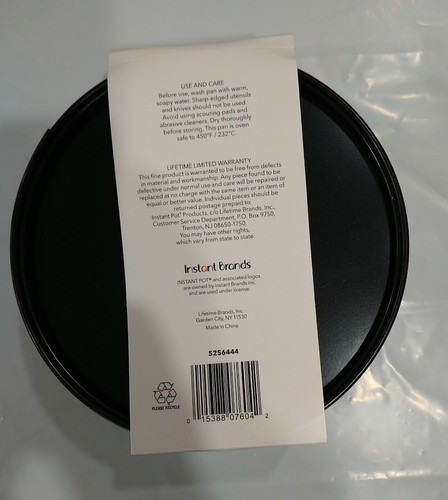 USE AND CARE
Before use, wash pan with warm,
soapy water. Sharp edged utensils
and knives should not be used.
Avoid using scouring pads and
abrasive cleaners. Dry thoroughly
before storing. This pan is oven
safe to 450°F / 232°C.
LIFETIME LIMITED WARRANTY
This fine product is warranted to be free from defects
in material and workmanship. Any piece found to be
defective under normal use and care will be repaired or
replaced at no charge with the same item or an item of
equal or better value. Individual pieces should be
returned postage prepaid to:
Instant Pot® Products, c/o Lifetime Brands, Inc.,
Customer Service Department, P.O. Box 9750,
Trenton, NJ 08650-1750.
You may have other rights,
which vary from state to state.
Instant Brands
INSTANT POT® and associated logos
are owned by Instant Brands Inc.
and are used under license.
Lifetime Brands, Inc.
Garden City, NY 11530
Made in China
5256444
PLEASE RECYCLE
0 15388 07604 2